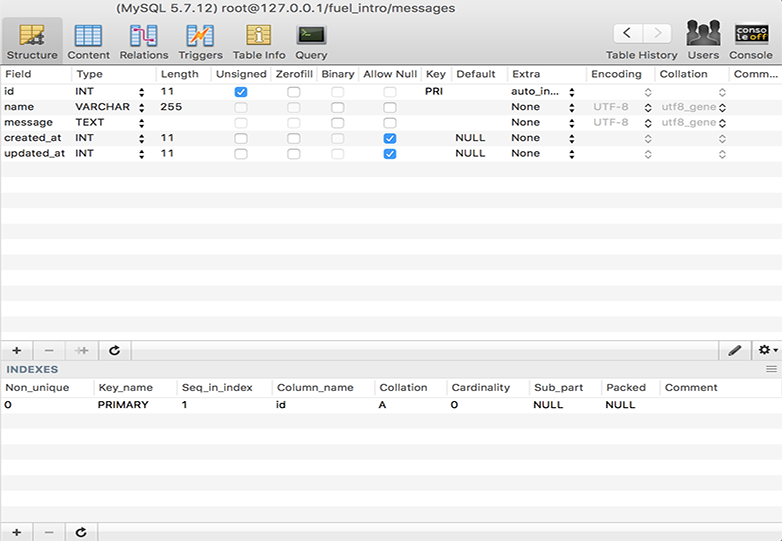 (MySQL 5.7.12) root@127.0.0.1/fuel_intro/messages
Structure Content Relations Triggers Table Info Query Table History Users Console
conso
le off
Field Type Length Unsigned Zerofill Binary Allow Null Key Default Extra Encoding Collation Comm...
id INT 11 PRI auto_in...
name VARCHAR 255 None UTF-8 utf8_gene
message TEXT None UTF-8 utf8_gene
created_at INT 11 NULL None
updated_at INT 11 NULL None
INDEXES
Non_unique Key_name Seq_in_index Column_name Collation Cardinality Sub_part Packed Comment
0 PRIMARY 1 id A 0 NULL NULL